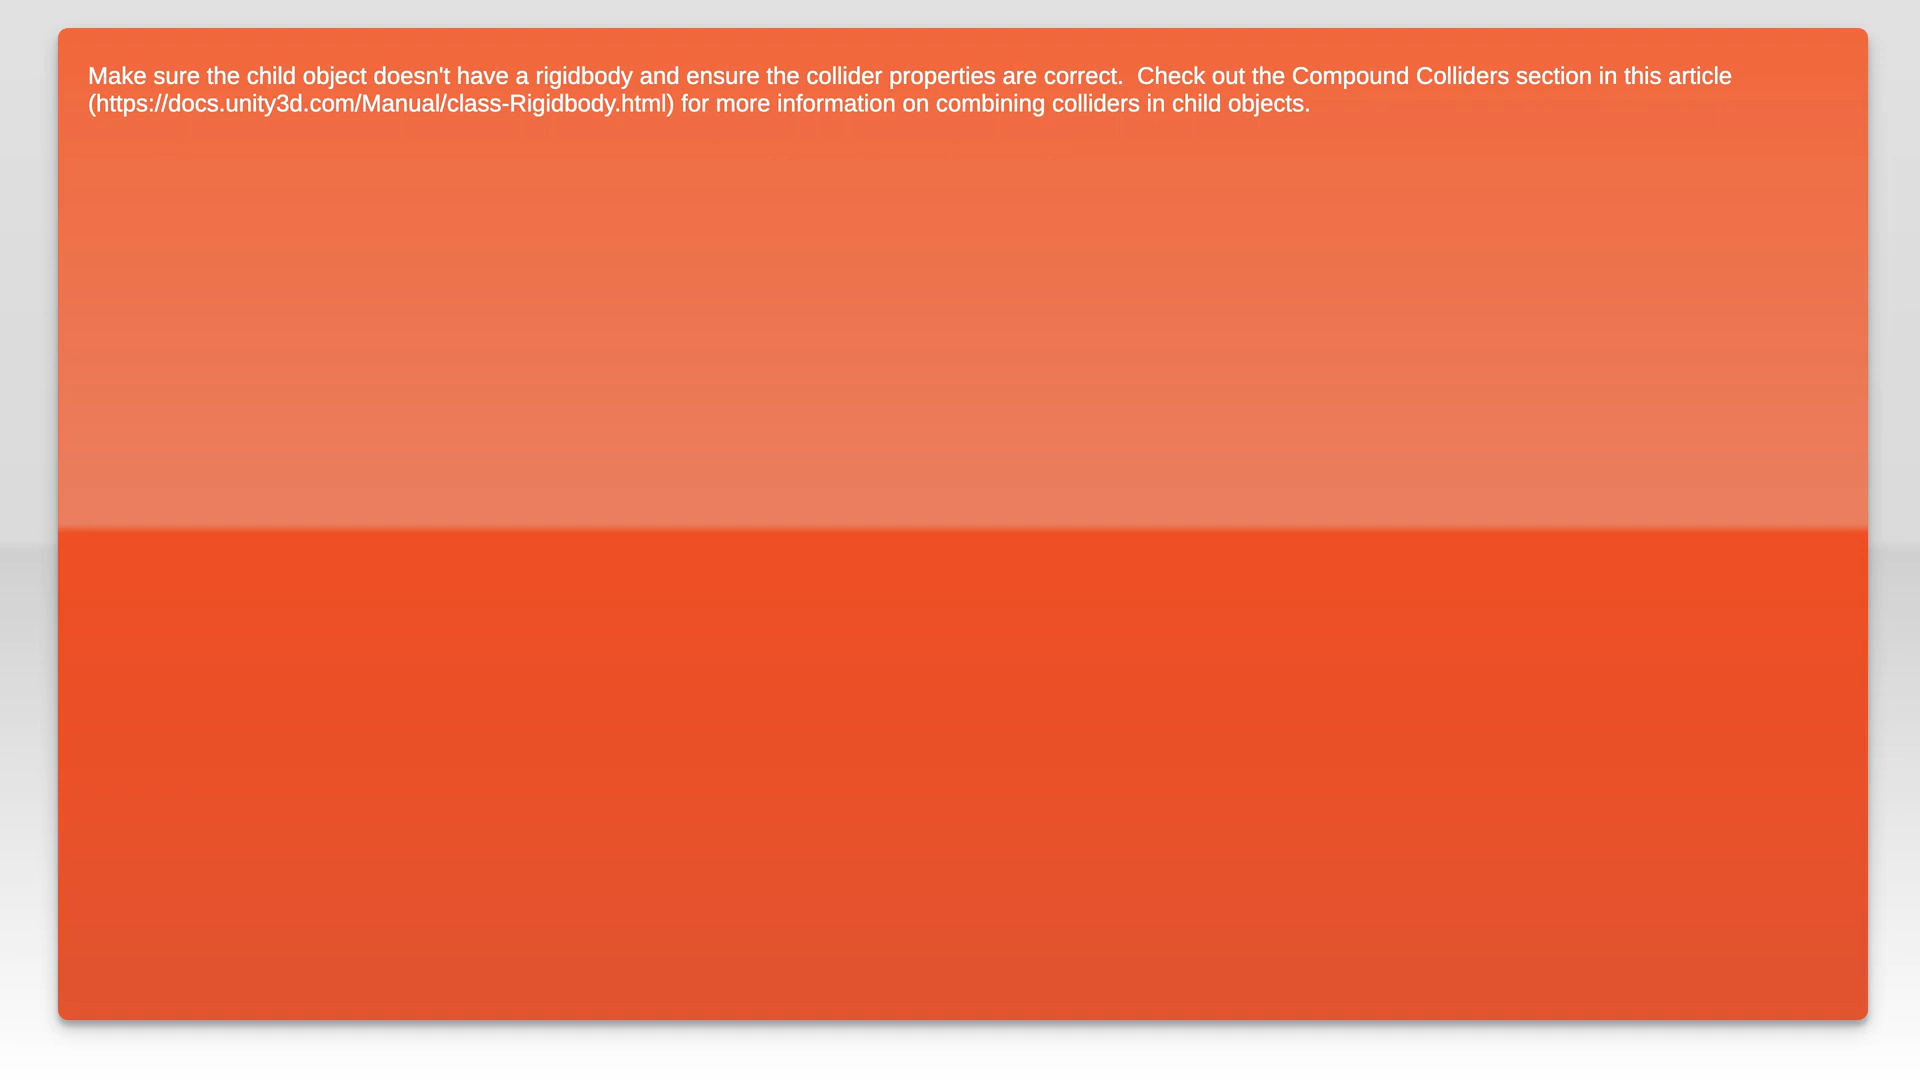 Make sure the child object doesn't have a rigidbody and ensure the collider properties are correct.  Check out the Compound Colliders section in this article
(https://docs.unity3d.com/Manual/class-Rigidbody.html) for more information on combining colliders in child objects.